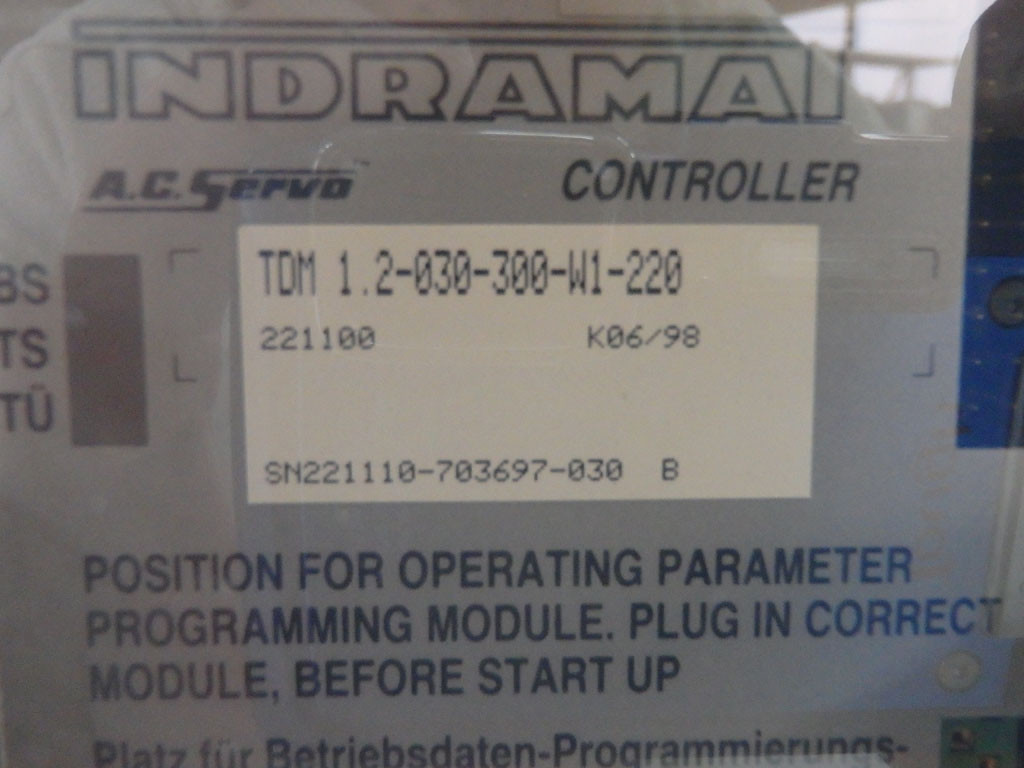 INDRAMAT
A.C. Servo™ CONTROLLER
TDM 1.2-030-300-W1-220
221100 K06/98
SN221110-703697-030 B
BS
TS
TÜ
POSITION FOR OPERATING PARAMETER
PROGRAMMING MODULE. PLUG IN CORRECT
MODULE, BEFORE START UP
Platz für Betriebsdaten-Programmierungs-